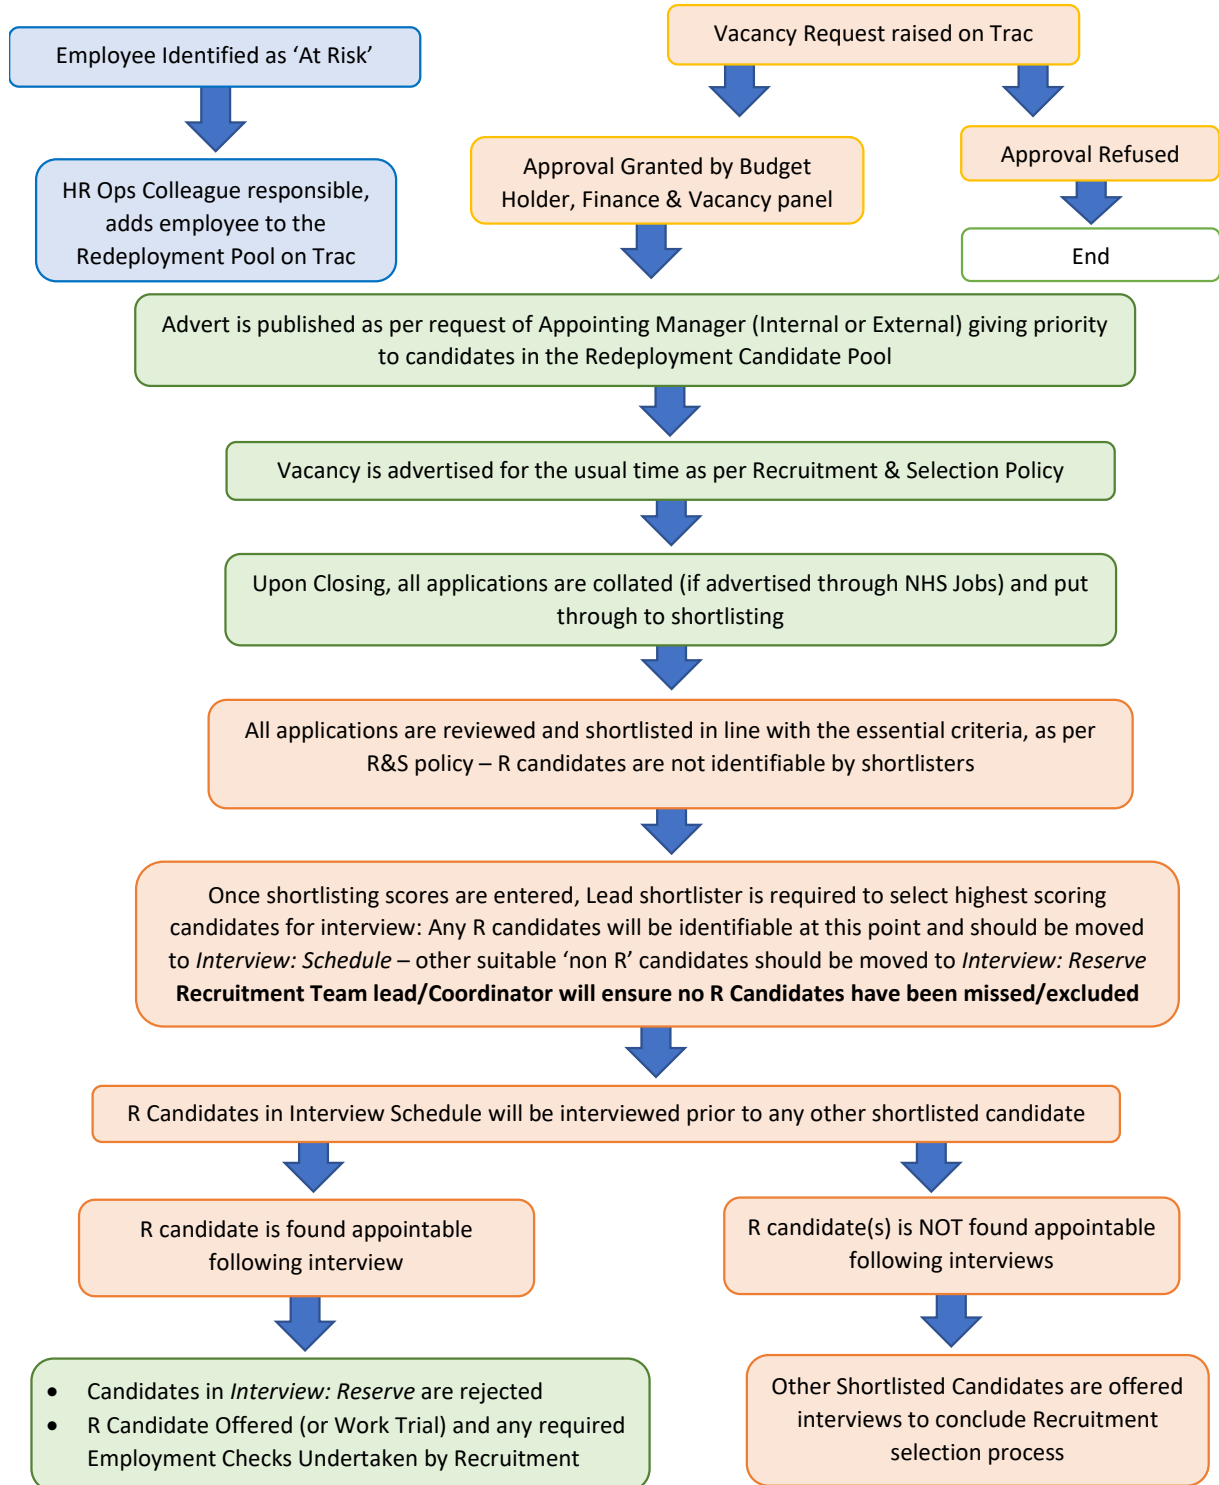 Employee Identified as ‘At Risk’
Vacancy Request raised on Trac
HR Ops Colleague responsible,
adds employee to the
Redeployment Pool on Trac
Approval Granted by Budget
Holder, Finance & Vacancy panel
Approval Refused
End
Advert is published as per request of Appointing Manager (Internal or External) giving priority
to candidates in the Redeployment Candidate Pool
Vacancy is advertised for the usual time as per Recruitment & Selection Policy
Upon Closing, all applications are collated (if advertised through NHS Jobs) and put
through to shortlisting
All applications are reviewed and shortlisted in line with the essential criteria, as per
R&S policy – R candidates are not identifiable by shortlisters
Once shortlisting scores are entered, Lead shortlister is required to select highest scoring
candidates for interview: Any R candidates will be identifiable at this point and should be moved
to Interview: Schedule – other suitable ‘non R’ candidates should be moved to Interview: Reserve
Recruitment Team lead/Coordinator will ensure no R Candidates have been missed/excluded
R Candidates in Interview Schedule will be interviewed prior to any other shortlisted candidate
R candidate is found appointable
following interview
R candidate(s) is NOT found appointable
following interviews
• Candidates in Interview: Reserve are rejected
• R Candidate Offered (or Work Trial) and any required
Employment Checks Undertaken by Recruitment
Other Shortlisted Candidates are offered
interviews to conclude Recruitment
selection process